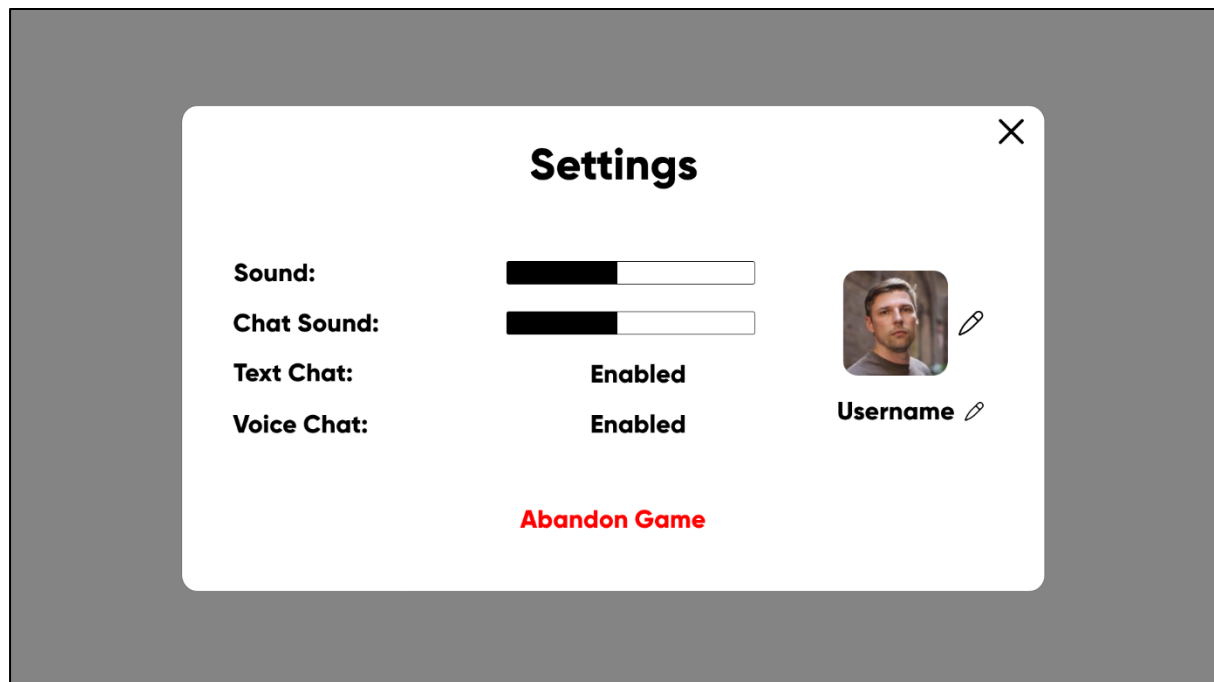 Settings
Sound:
Chat Sound:
Text Chat: Enabled
Voice Chat: Enabled
Username
Abandon Game